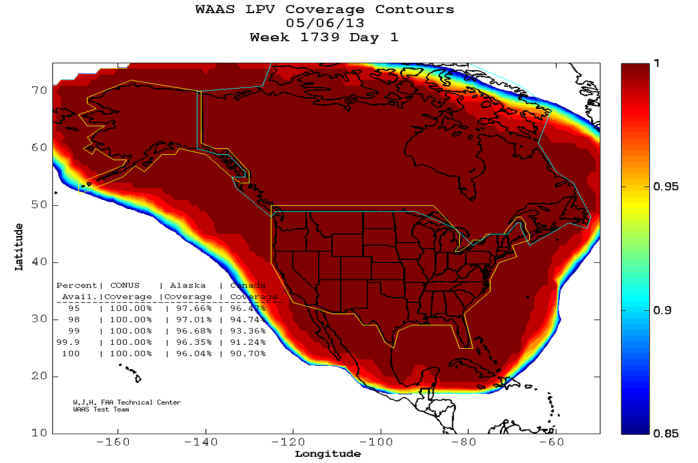 WAAS LPV Coverage Contours
05/06/13
Week 1739 Day 1
1
70
60
0.95
50
Latitude
40
Percent| CONUS | Alaska | Canada
Avail.|Coverage |Coverage | Coverage
95 | 100.00% | 97.66% | 96.47%
98 | 100.00% | 97.01% | 94.74%
99 | 100.00% | 96.68% | 93.36%
99.9 | 100.00% | 96.35% | 91.24%
100 | 100.00% | 96.04% | 90.70%
30
0.9
20
W.J.H. FAA Technical Center
WAAS Test Team
10
0.85
-160 -140 -120 -100 -80 -60
Longitude